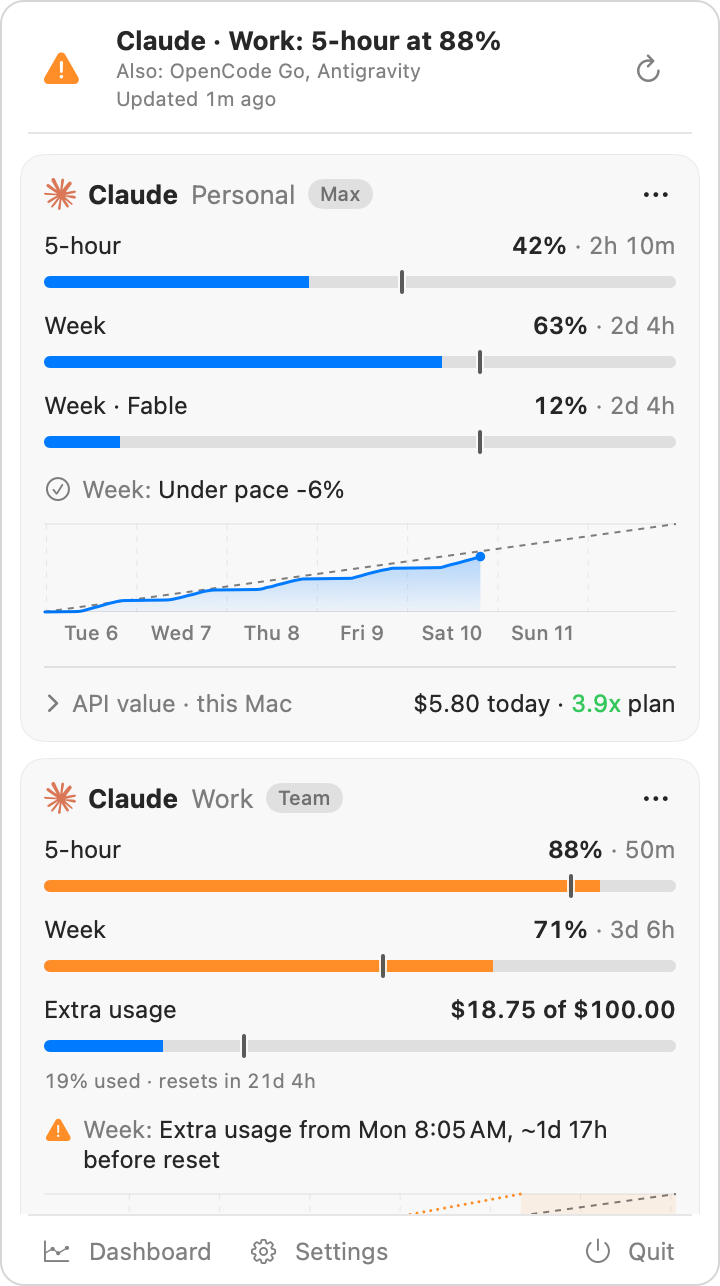 Claude · Work: 5-hour at 88%
Also: OpenCode Go, Antigravity
Updated 1m ago
Claude Personal Max
5-hour 42% · 2h 10m
Week 63% · 2d 4h
Week · Fable 12% · 2d 4h
Week: Under pace -6%
Tue 6 Wed 7 Thu 8 Fri 9 Sat 10 Sun 11
API value · this Mac $5.80 today · 3.9x plan
Claude Work Team
5-hour 88% · 50m
Week 71% · 3d 6h
Extra usage $18.75 of $100.00
19% used · resets in 21d 4h
Week: Extra usage from Mon 8:05 AM, ~1d 17h
before reset
Dashboard Settings Quit